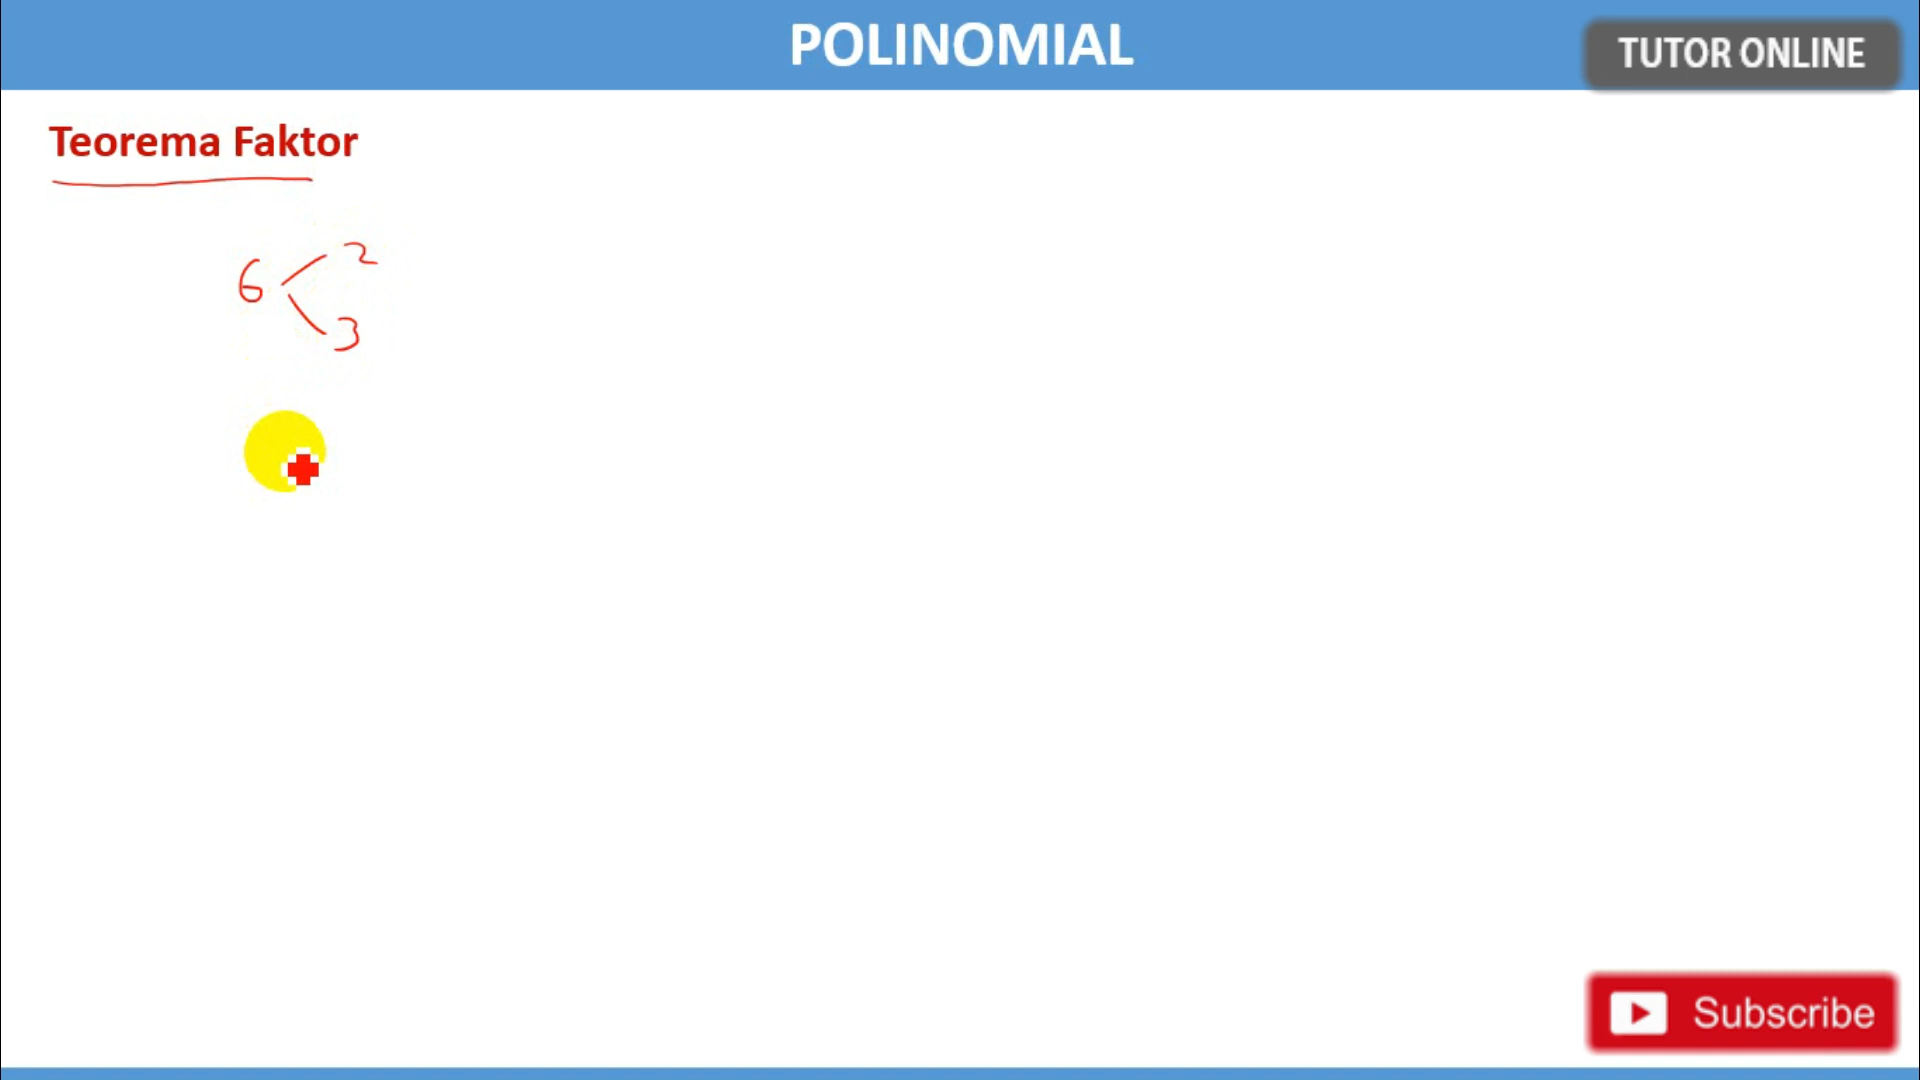 POLINOMIAL
TUTOR ONLINE
Teorema Faktor
6 < 2
3
Subscribe